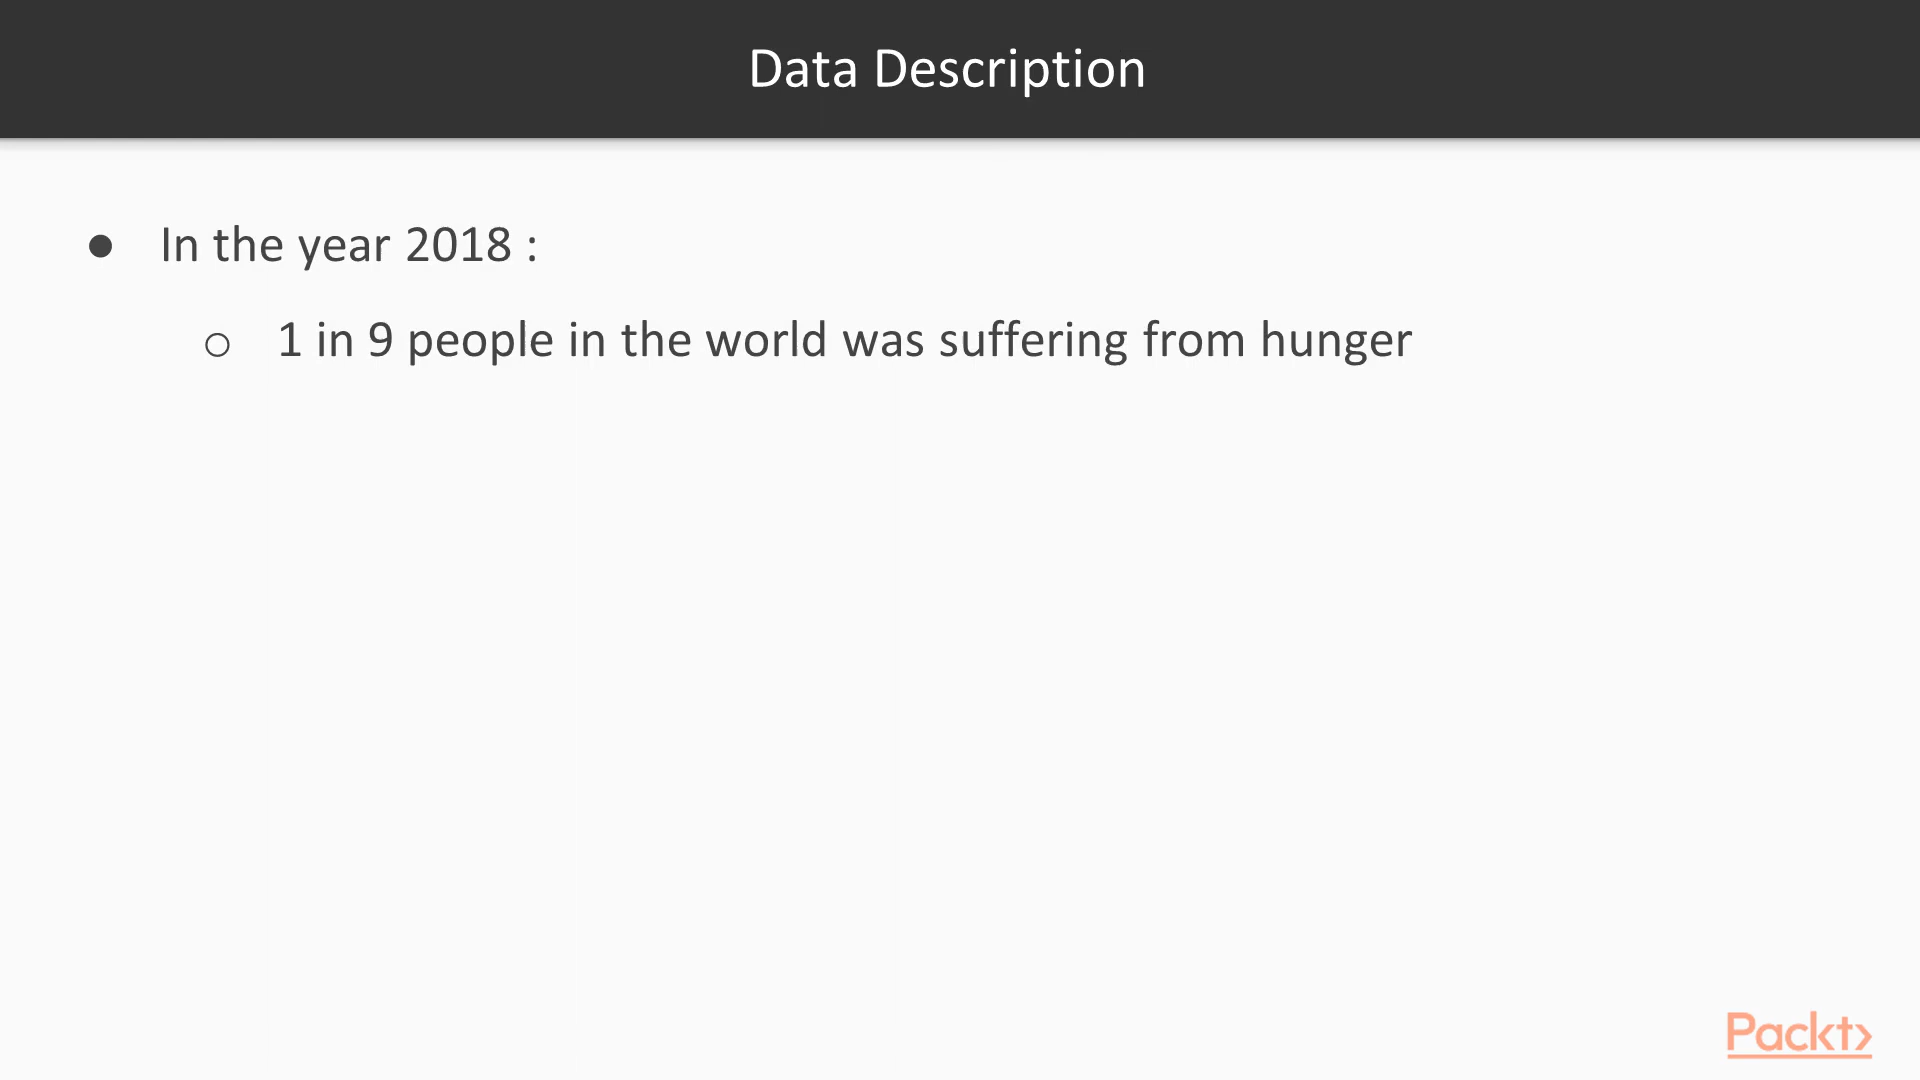 Data Description
● In the year 2018 :
○ 1 in 9 people in the world was suffering from hunger
Packt>